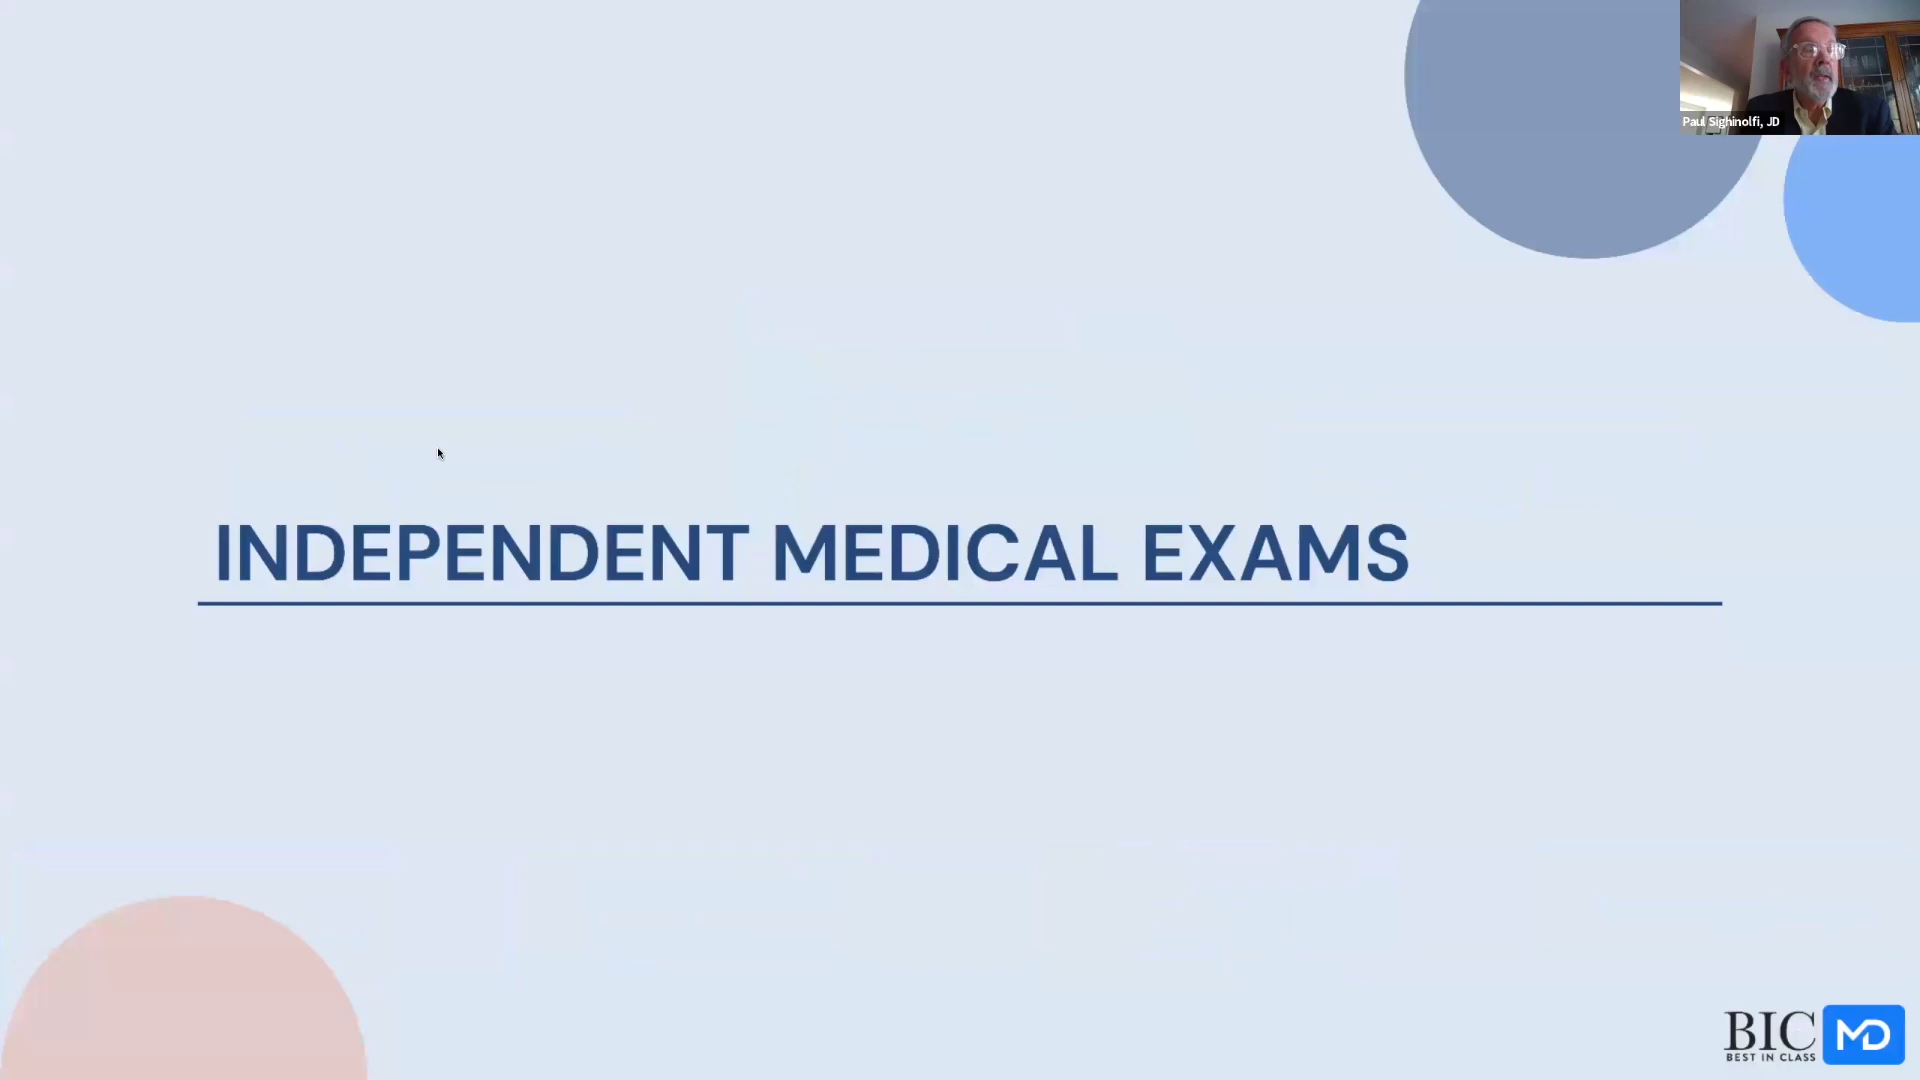 Paul Sighinolfi, JD
INDEPENDENT MEDICAL EXAMS
BIC
BEST IN CLASS
MD